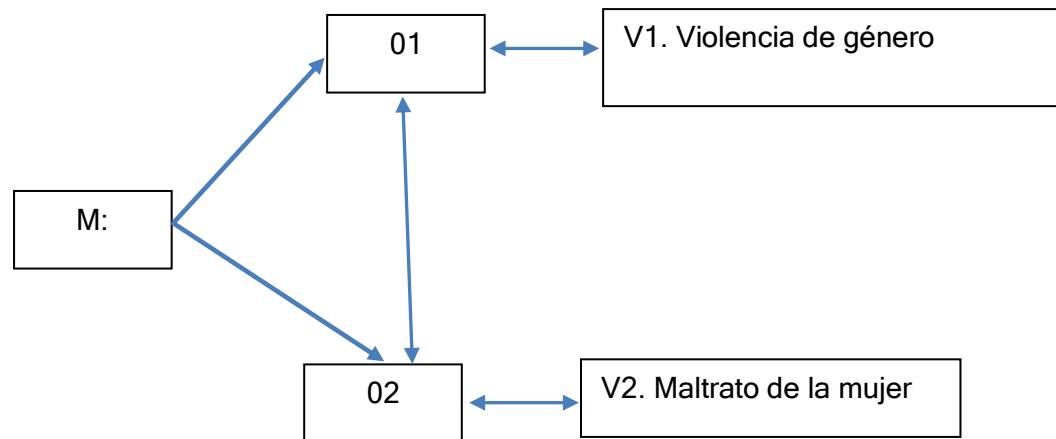 01
V1. Violencia de género
M:
02
V2. Maltrato de la mujer